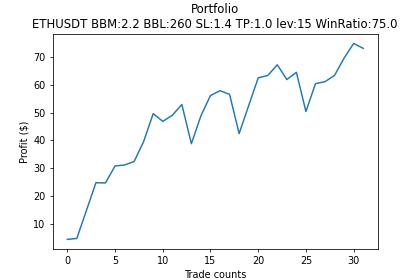 Portfolio
ETHUSDT BBM:2.2 BBL:260 SL:1.4 TP:1.0 lev:15 WinRatio:75.0
70
60
50
40
30
20
10
Profit ($)
0 5 10 15 20 25 30
Trade counts